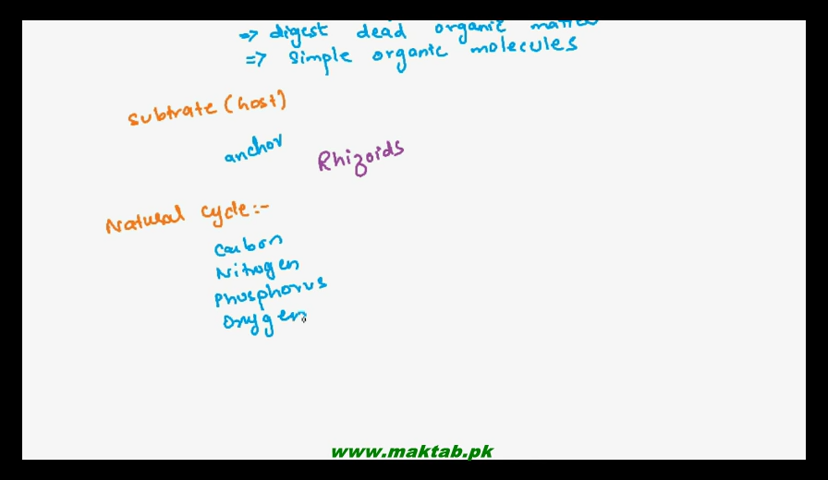 => digest dead organic matter
=> simple organic molecules
subtrate (host)
anchor Rhizoids
Natural cycle:-
Carbon
Nitrogen
Phosphorus
Oxygen
www.maktab.pk